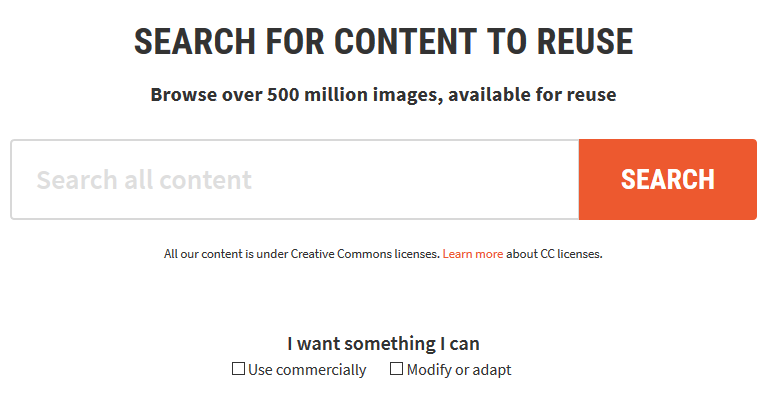 SEARCH FOR CONTENT TO REUSE
Browse over 500 million images, available for reuse
Search all content
SEARCH
All our content is under Creative Commons licenses. Learn more about CC licenses.
I want something I can
Use commercially Modify or adapt